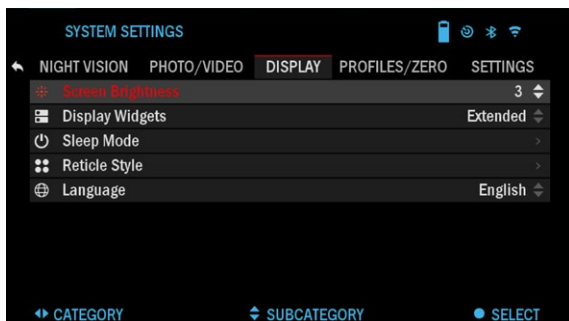 SYSTEM SETTINGS
NIGHT VISION PHOTO/VIDEO DISPLAY PROFILES/ZERO SETTINGS
Screen Brightness 3
Display Widgets Extended
Sleep Mode
Reticle Style
Language English
CATEGORY SUBCATEGORY SELECT